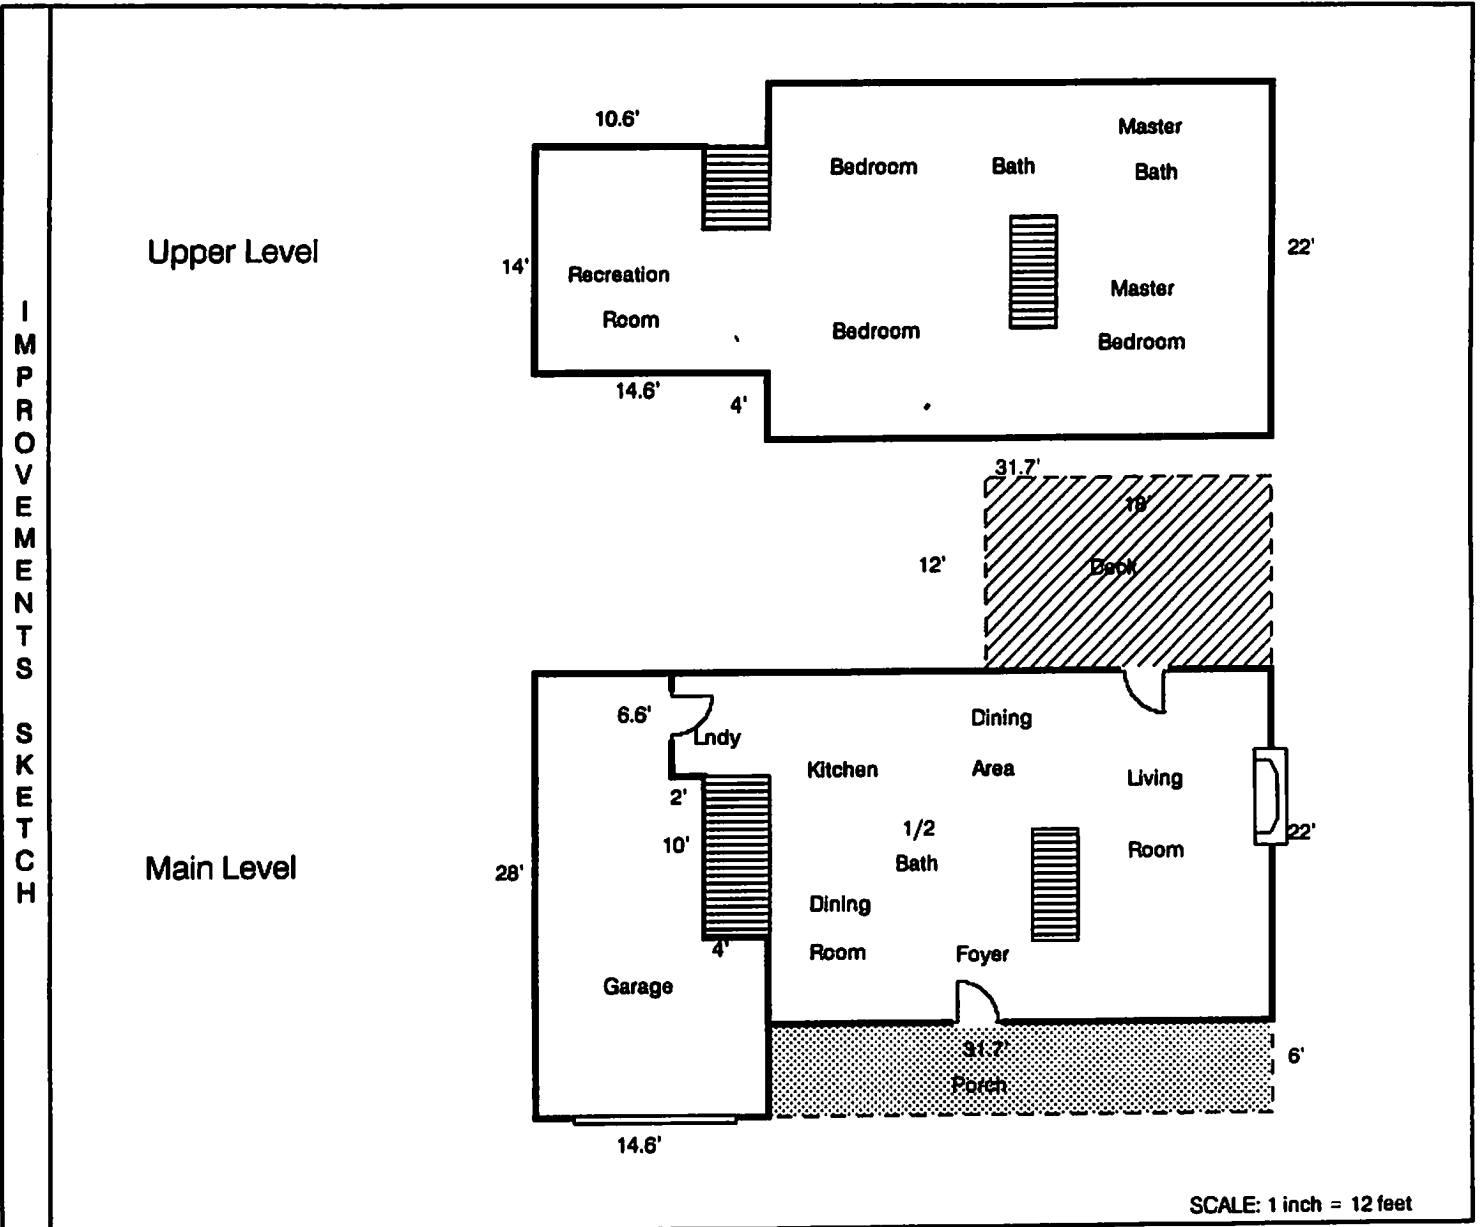 IMPROVEMENTS SKETCH
Upper Level
10.6'
Master
Bedroom
Bath
Bath
22'
14'
Recreation
Room
Master
Bedroom
Bedroom
14.6'
4'
31.7'
18'
12'
Deck
6.6'
Lndy
Dining
Area
Kitchen
Living
Room
2'
10'
1/2
Bath
22'
Main Level
28'
Dining
Room
4'
Foyer
Garage
31.7'
Porch
6'
14.6'
SCALE: 1 inch = 12 feet